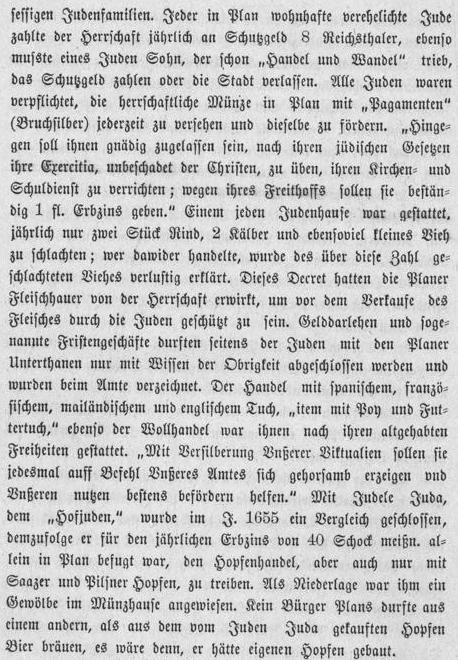 sessigen Judenfamilien. Jeder in Plan wohnhafte verehelichte Jude
zahlte der Herrschaft jährlich an Schutzgeld 8 Reichsthaler, ebenso
musste eines Juden Sohn, der schon „Handel und Wandel“ trieb,
das Schutzgeld zahlen oder die Stadt verlassen. Alle Juden waren
verpflichtet, die herrschaftliche Münze in Plan mit „Pagamenten“
(Bruchsilber) jederzeit zu versehen und dieselbe zu fördern. „Hinge-
gen soll ihnen gnädig zugelassen sein, nach ihren jüdischen Gesetzen
ihre Exercitia, unbeschadet der Christen, zu üben, ihren Kirchen- und
Schuldienst zu verrichten; wegen ihres Freithoffs sollen sie bestän-
dig 1 fl. Erbzins geben.“ Einem jeden Judenhause war gestattet,
jährlich nur zwei Stück Rind, 2 Kälber und ebensoviel kleines Vieh
zu schlachten; wer dawider handelte, wurde des über diese Zahl ge-
schlachteten Viehes verlustig erklärt. Dieses Decret hatten die Planer
Fleischhauer von der Herrschaft erwirkt, um vor dem Verkaufe des
Fleisches durch die Juden geschützt zu sein. Gelddarlehen und soge-
nannte Fristengeschäfte durften seitens der Juden mit den Planer
Unterthanen nur mit Wissen der Obrigkeit abgeschlossen werden und
wurden beim Amte verzeichnet. Der Handel mit spanischem, franzö-
sischem, mailändischem und englischem Tuch, „item mit Poy und Fut-
tertuch,“ ebenso der Wollhandel war ihnen nach ihren altgehabten
Freiheiten gestattet. „Mit Versilberung Vnßerer Viktualien sollen sie
jedesmal auff Befehl Vnßeres Amtes sich gehorsamb erzeigen vnd
Vnßeren nutzen bestens befördern helfen.“ Mit Judele Juda,
dem „Hofjuden,“ wurde im J. 1655 ein Vergleich geschlossen,
demzufolge er für den jährlichen Erbzins von 40 Schock meißn. al-
lein in Plan befugt war, den Hopfenhandel, aber auch nur mit
Saazer und Pilsner Hopfen, zu treiben. Als Niederlage war ihm ein
Gewölbe im Münzhause angewiesen. Kein Bürger Plans durfte aus
einem andern, als aus dem vom Juden Juda gekauften Hopfen
Bier bräuen, es wäre denn, er hätte eigenen Hopfen gebaut.